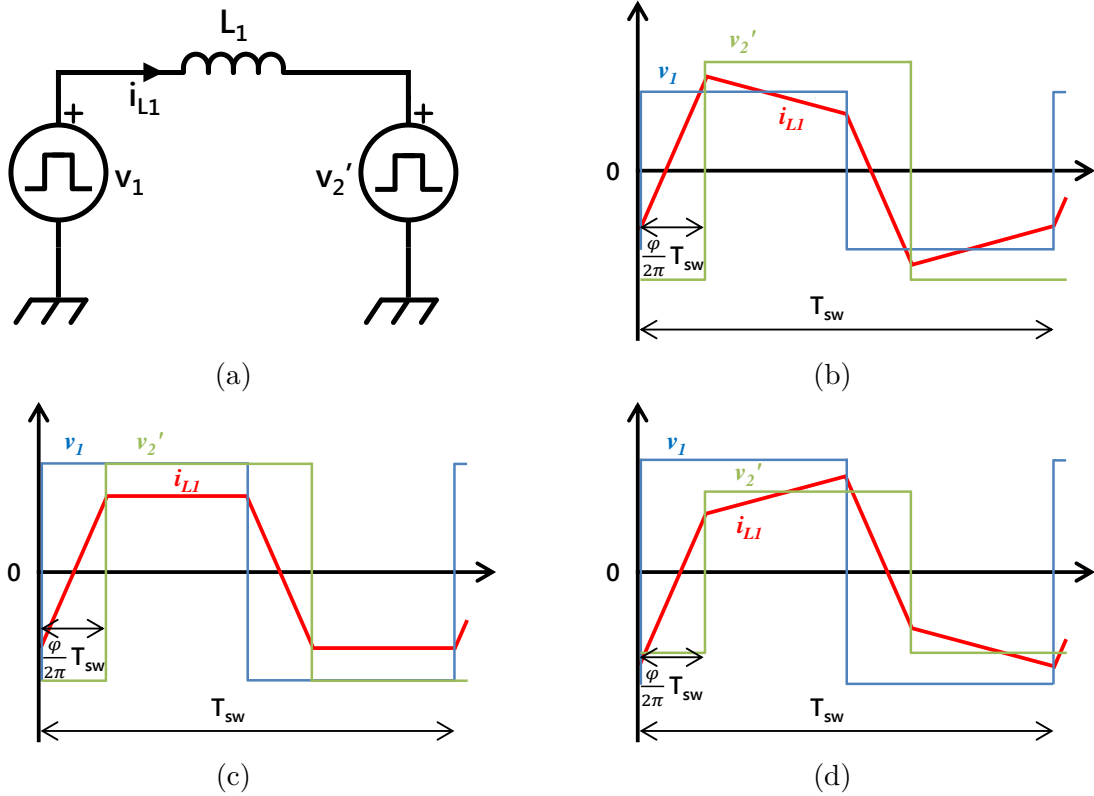 L1
iL1
+
+
v1
v2'
(a)
v2'
v1
iL1
0
φ/2π Tsw
Tsw
(b)
v1
v2'
iL1
0
φ/2π Tsw
Tsw
(c)
v1
v2'
iL1
0
φ/2π Tsw
Tsw
(d)